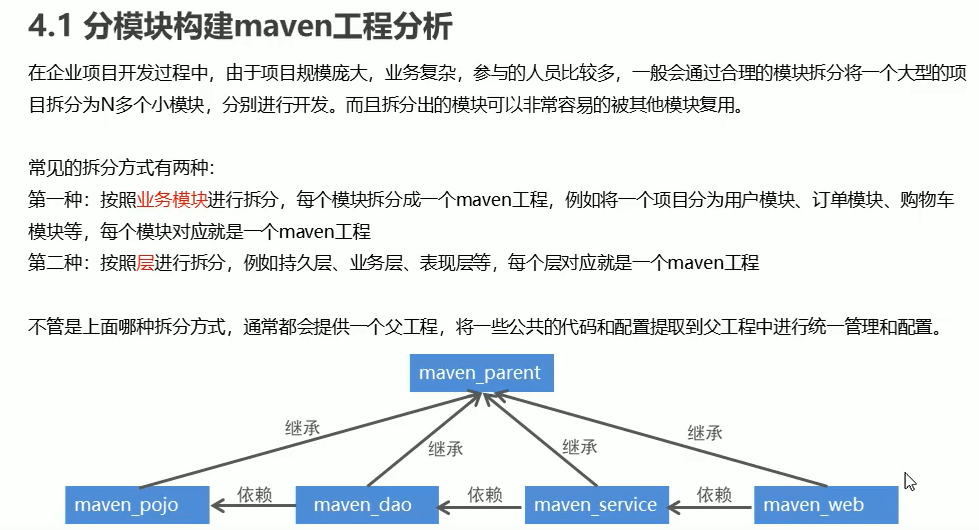 4.1 分模块构建maven工程分析
在企业项目开发过程中，由于项目规模庞大，业务复杂，参与的人员比较多，一般会通过合理的模块拆分将一个大型的项
目拆分为N多个小模块，分别进行开发。而且拆分出的模块可以非常容易的被其他模块复用。
常见的拆分方式有两种：
第一种：按照业务模块进行拆分，每个模块拆分成一个maven工程，例如将一个项目分为用户模块、订单模块、购物车
模块等，每个模块对应就是一个maven工程
第二种：按照层进行拆分，例如持久层、业务层、表现层等，每个层对应就是一个maven工程
不管是上面哪种拆分方式，通常都会提供一个父工程，将一些公共的代码和配置提取到父工程中进行统一管理和配置。
maven_parent
继承
继承
继承
继承
maven_pojo
依赖
maven_dao
依赖
maven_service
依赖
maven_web